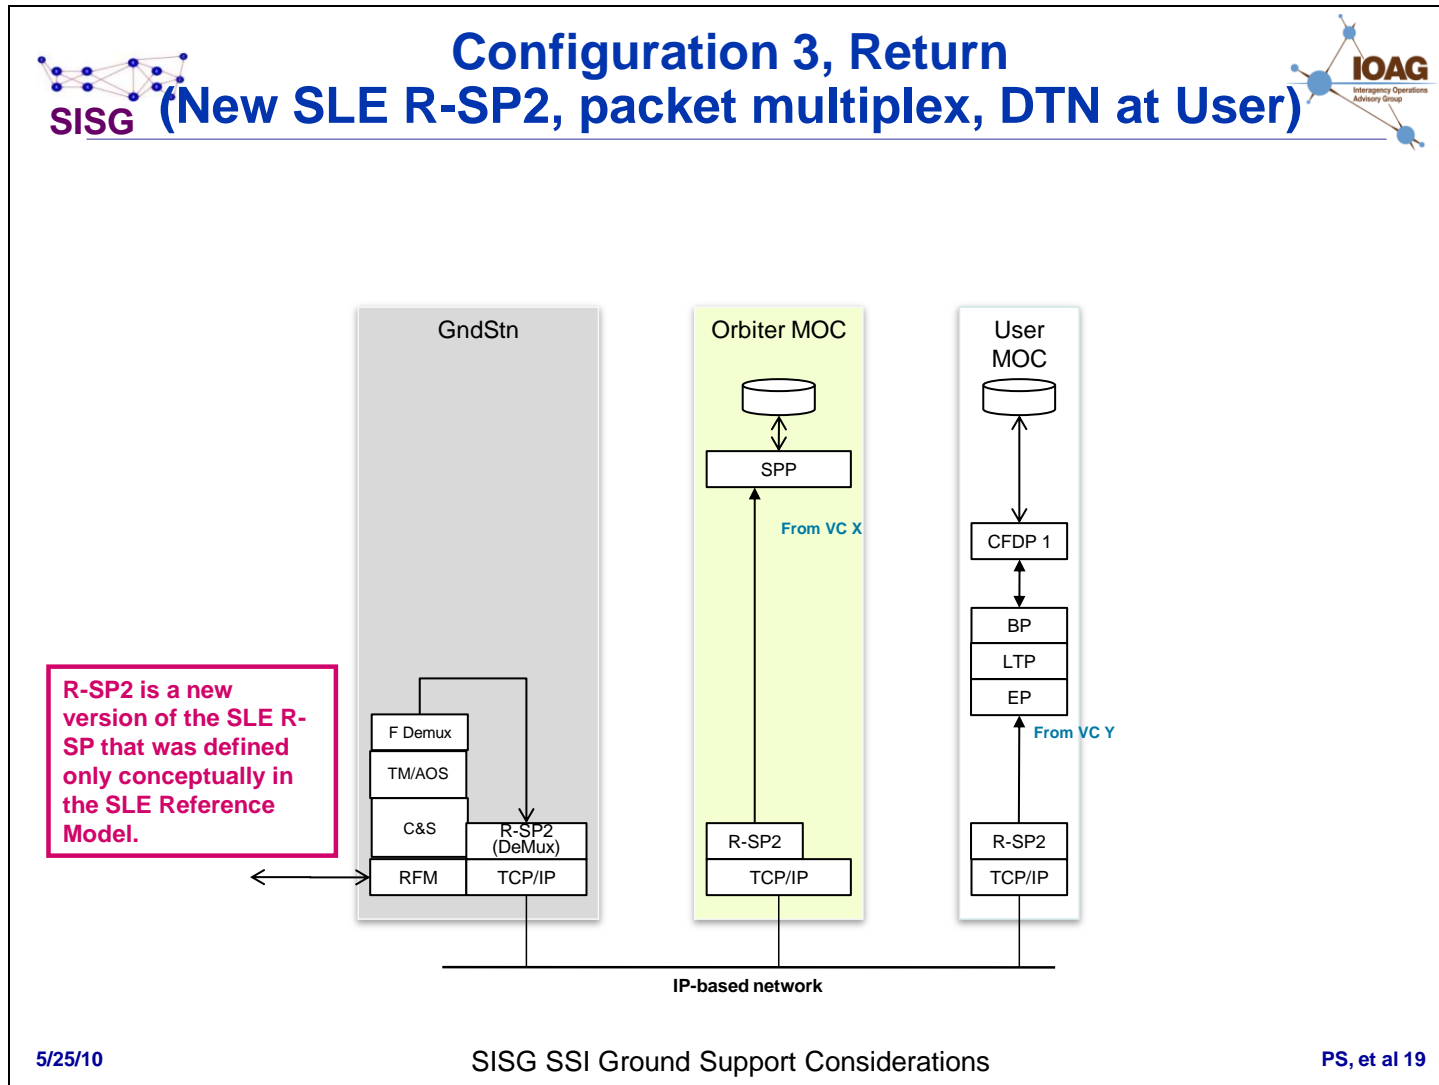 Configuration 3, Return
(New SLE R-SP2, packet multiplex, DTN at User)
SISG
IOAG
Interagency Operations
Advisory Group
GndStn
Orbiter MOC
User
MOC
SPP
From VC X
CFDP 1
BP
LTP
EP
From VC Y
R-SP2 is a new
version of the SLE R-
SP that was defined
only conceptually in
the SLE Reference
Model.
F Demux
TM/AOS
C&S
R-SP2
(DeMux)
RFM
TCP/IP
R-SP2
TCP/IP
R-SP2
TCP/IP
IP-based network
5/25/10
SISG SSI Ground Support Considerations
PS, et al 19